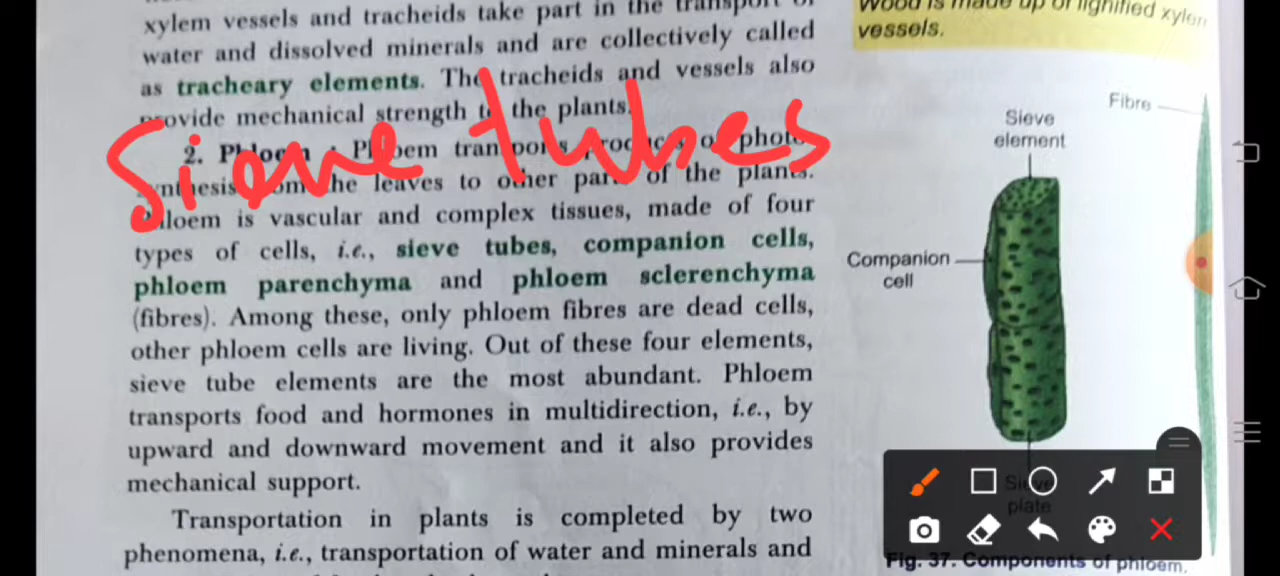 xylem vessels and tracheids take part in the transport of
water and dissolved minerals and are collectively called
as tracheary elements. The tracheids and vessels also
provide mechanical strength to the plants.
Sieve tubes
2. Phloem : Phloem transports products of photo-
synthesis from the leaves to other parts of the plants.
Phloem is vascular and complex tissues, made of four
types of cells, i.e., sieve tubes, companion cells,
phloem parenchyma and phloem sclerenchyma
(fibres). Among these, only phloem fibres are dead cells,
other phloem cells are living. Out of these four elements,
sieve tube elements are the most abundant. Phloem
transports food and hormones in multidirection, i.e., by
upward and downward movement and it also provides
mechanical support.
Transportation in plants is completed by two
phenomena, i.e., transportation of water and minerals and
Wood is made up of lignified xylem
vessels.
Fibre
Sieve
element
Companion
cell
Sieve
plate
Fig. 37. Components of phloem.